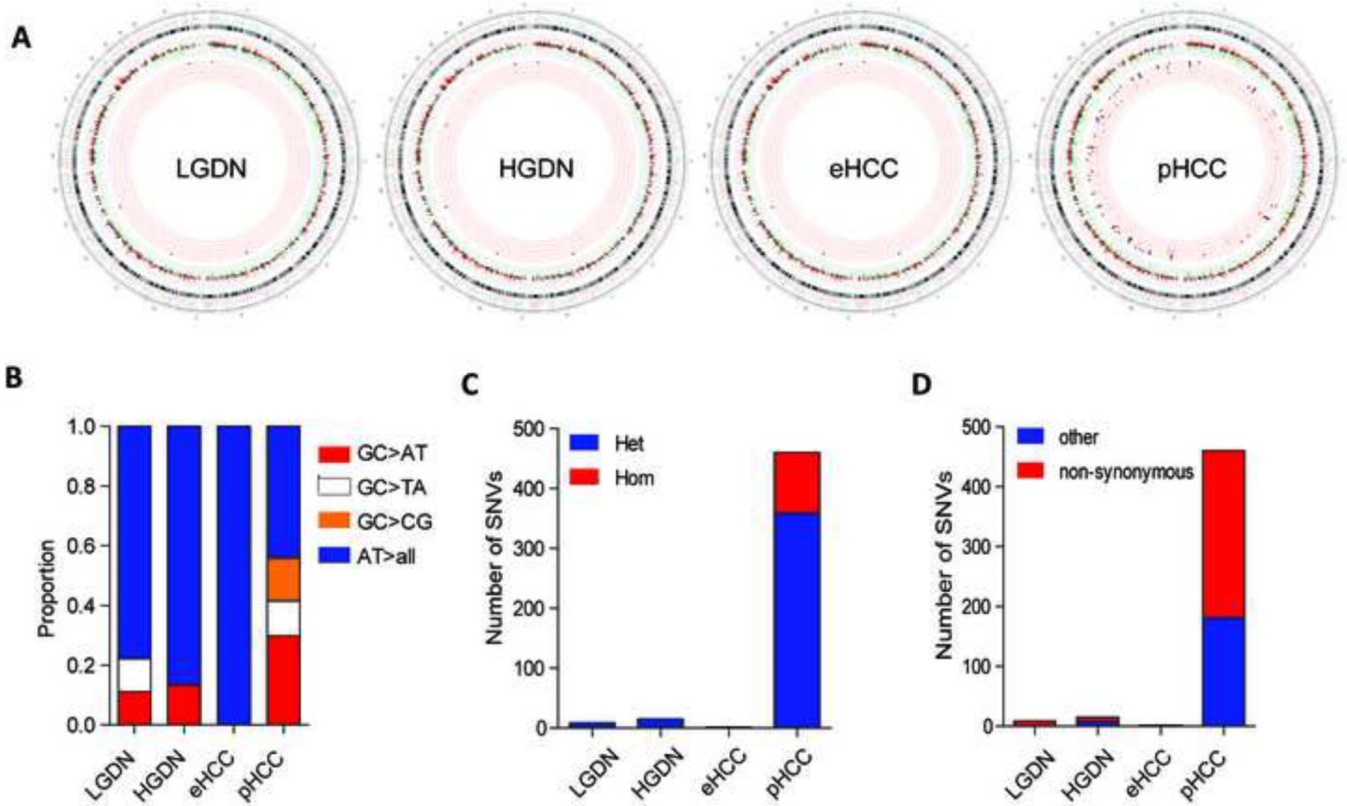 A
LGDN
HGDN
eHCC
pHCC
B
1.0
0.8
0.6
0.4
0.2
0.0
Proportion
LGDN
HGDN
eHCC
pHCC
GC>AT
GC>TA
GC>CG
AT>all
C
500
400
300
200
100
0
Number of SNVs
Het
Hom
LGDN
HGDN
eHCC
pHCC
D
500
400
300
200
100
0
Number of SNVs
other
non-synonymous
LGDN
HGDN
eHCC
pHCC